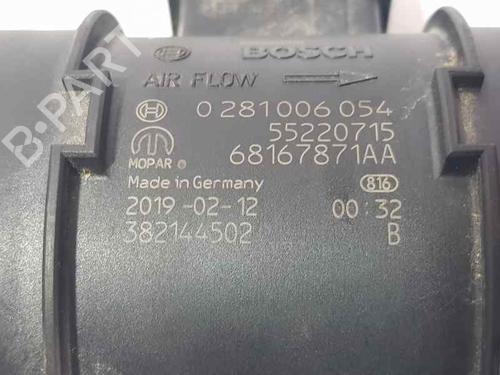 BOSCH
AIR FLOW
0 281 006 054
55220715
MOPAR ® 68167871AA
Made in Germany 816
2019-02-12 00:32
382144502 B
B-PARTS